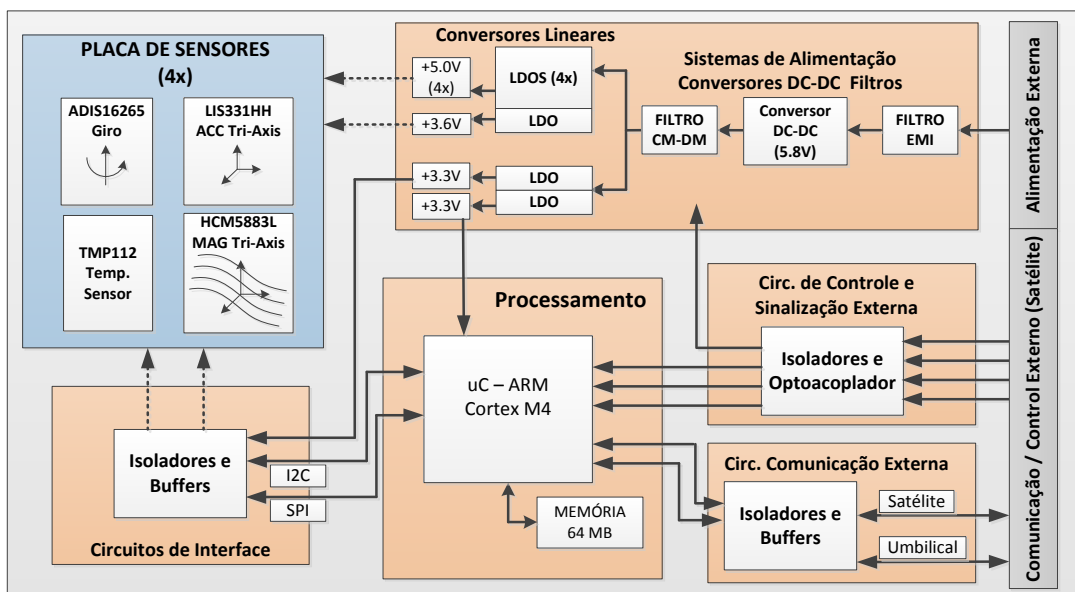 PLACA DE SENSORES
(4x)
ADIS16265
Giro
LIS331HH
ACC Tri-Axis
TMP112
Temp.
Sensor
HCM5883L
MAG Tri-Axis
Conversores Lineares
+5.0V
(4x)
LDOS (4x)
+3.6V
LDO
+3.3V
LDO
+3.3V
LDO
Sistemas de Alimentação
Conversores DC-DC Filtros
FILTRO
CM-DM
Conversor
DC-DC
(5.8V)
FILTRO
EMI
Alimentação Externa
Processamento
uC – ARM
Cortex M4
MEMÓRIA
64 MB
Circ. de Controle e
Sinalização Externa
Isoladores e
Optoacoplador
Isoladores e
Buffers
I2C
SPI
Circuitos de Interface
Circ. Comunicação Externa
Isoladores e
Buffers
Satélite
Umbilical
Comunicação / Control Externo (Satélite)